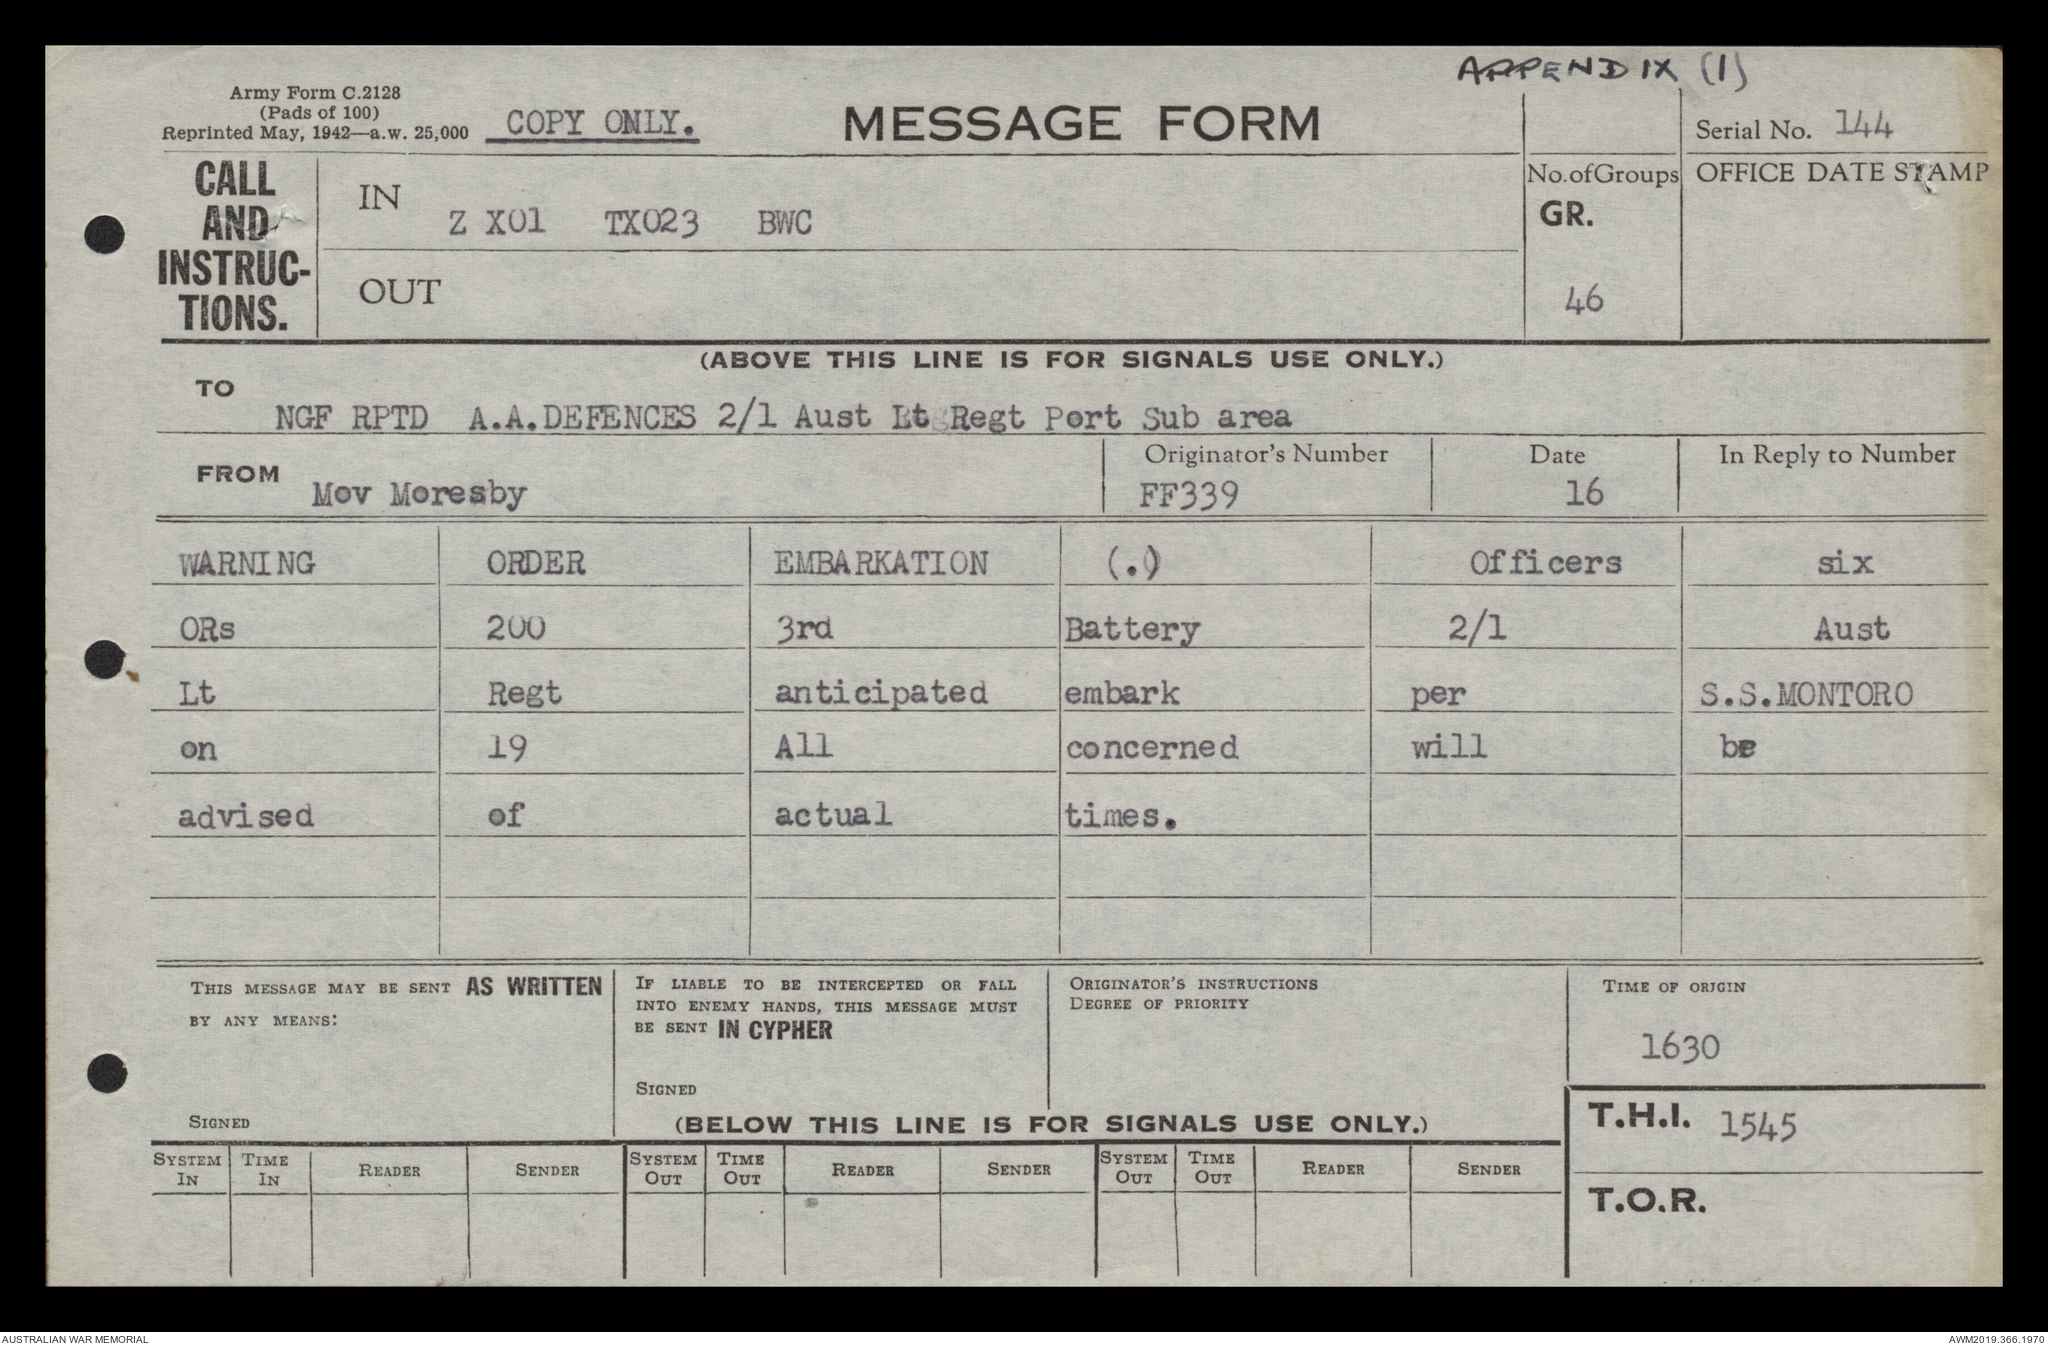 APPENDIX (1)
Army Form C.2128
(Pads of 100)
Reprinted May, 1942—a.w. 25,000
COPY ONLY.
MESSAGE FORM
Serial No. 144
CALL AND INSTRUC-TIONS.
IN
Z X01 TX023 BWC
OUT
No.ofGroups
GR.
46
OFFICE DATE STAMP
(ABOVE THIS LINE IS FOR SIGNALS USE ONLY.)
TO
NGF RPTD A.A.DEFENCES 2/1 Aust Lt Regt Port Sub area
FROM
Mov Moresby
Originator's Number
FF339
Date
16
In Reply to Number
WARNING ORDER EMBARKATION (.) Officers six
ORs 200 3rd Battery 2/1 Aust
Lt Regt anticipated embark per S.S.MONTORO
on 19 All concerned will be
advised of actual times.
THIS MESSAGE MAY BE SENT AS WRITTEN
BY ANY MEANS:
SIGNED
IF LIABLE TO BE INTERCEPTED OR FALL
INTO ENEMY HANDS, THIS MESSAGE MUST
BE SENT IN CYPHER
SIGNED
ORIGINATOR'S INSTRUCTIONS
DEGREE OF PRIORITY
TIME OF ORIGIN
1630
(BELOW THIS LINE IS FOR SIGNALS USE ONLY.)
T.H.I. 1545
T.O.R.
SYSTEM IN TIME IN READER SENDER SYSTEM OUT TIME OUT READER SENDER SYSTEM OUT TIME OUT READER SENDER
AUSTRALIAN WAR MEMORIAL
AWM2019.366.1970